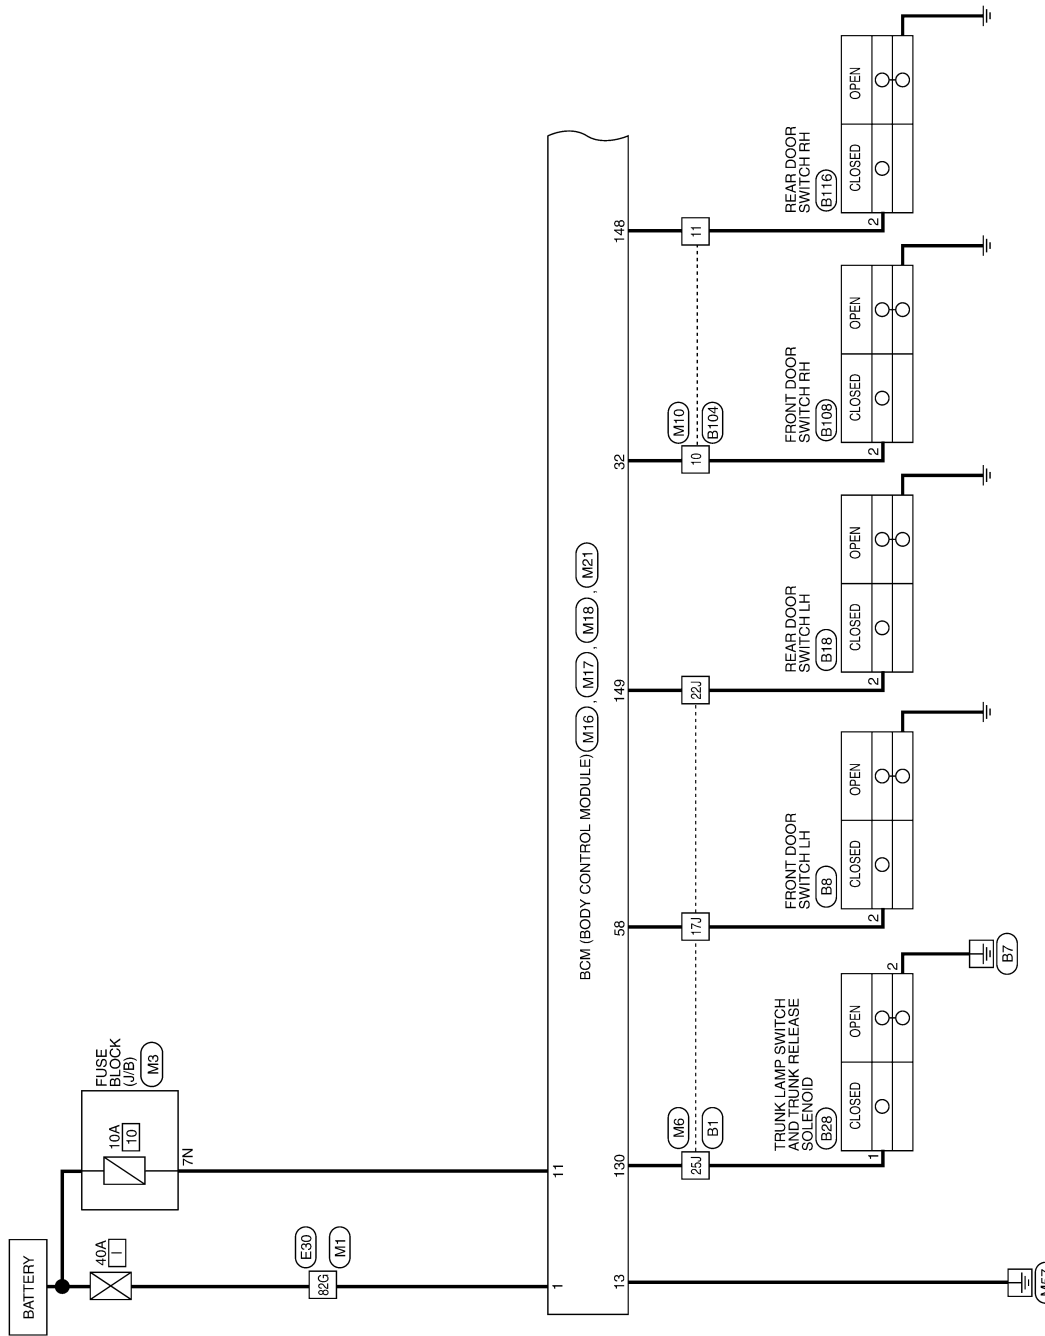 BATTERY
40A
I
E30
82G
M1
10A
10
FUSE
BLOCK
(J/B)
M3
7N
1
11
BCM (BODY CONTROL MODULE) M16 , M17 , M18 , M21
13
130
58
149
32
148
M6
25J
B1
17J
22J
M10
10
B104
11
TRUNK LAMP SWITCH
AND TRUNK RELEASE
SOLENOID
B28
CLOSED
OPEN
1
2
B7
FRONT DOOR
SWITCH LH
B8
CLOSED
OPEN
2
REAR DOOR
SWITCH LH
B18
CLOSED
OPEN
2
FRONT DOOR
SWITCH RH
B108
CLOSED
OPEN
2
REAR DOOR
SWITCH RH
B116
CLOSED
OPEN
2